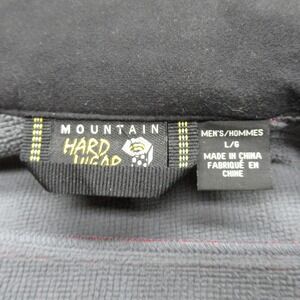 MOUNTAIN
HARD
WEAR
MEN'S/HOMMES
L/G
MADE IN CHINA
FABRIQUÉ EN
CHINE